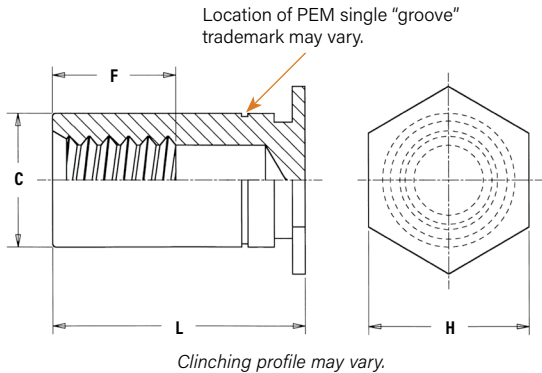 Location of PEM single “groove”
trademark may vary.
F
C
L
H
Clinching profile may vary.